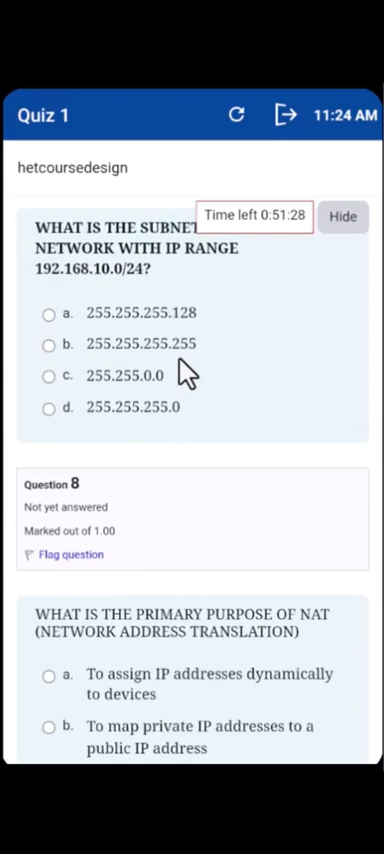 Quiz 1
11:24 AM
hetcoursedesign
Time left 0:51:28
Hide
WHAT IS THE SUBNET
NETWORK WITH IP RANGE
192.168.10.0/24?
a. 255.255.255.128
b. 255.255.255.255
c. 255.255.0.0
d. 255.255.255.0
Question 8
Not yet answered
Marked out of 1.00
Flag question
WHAT IS THE PRIMARY PURPOSE OF NAT
(NETWORK ADDRESS TRANSLATION)
a. To assign IP addresses dynamically
to devices
b. To map private IP addresses to a
public IP address